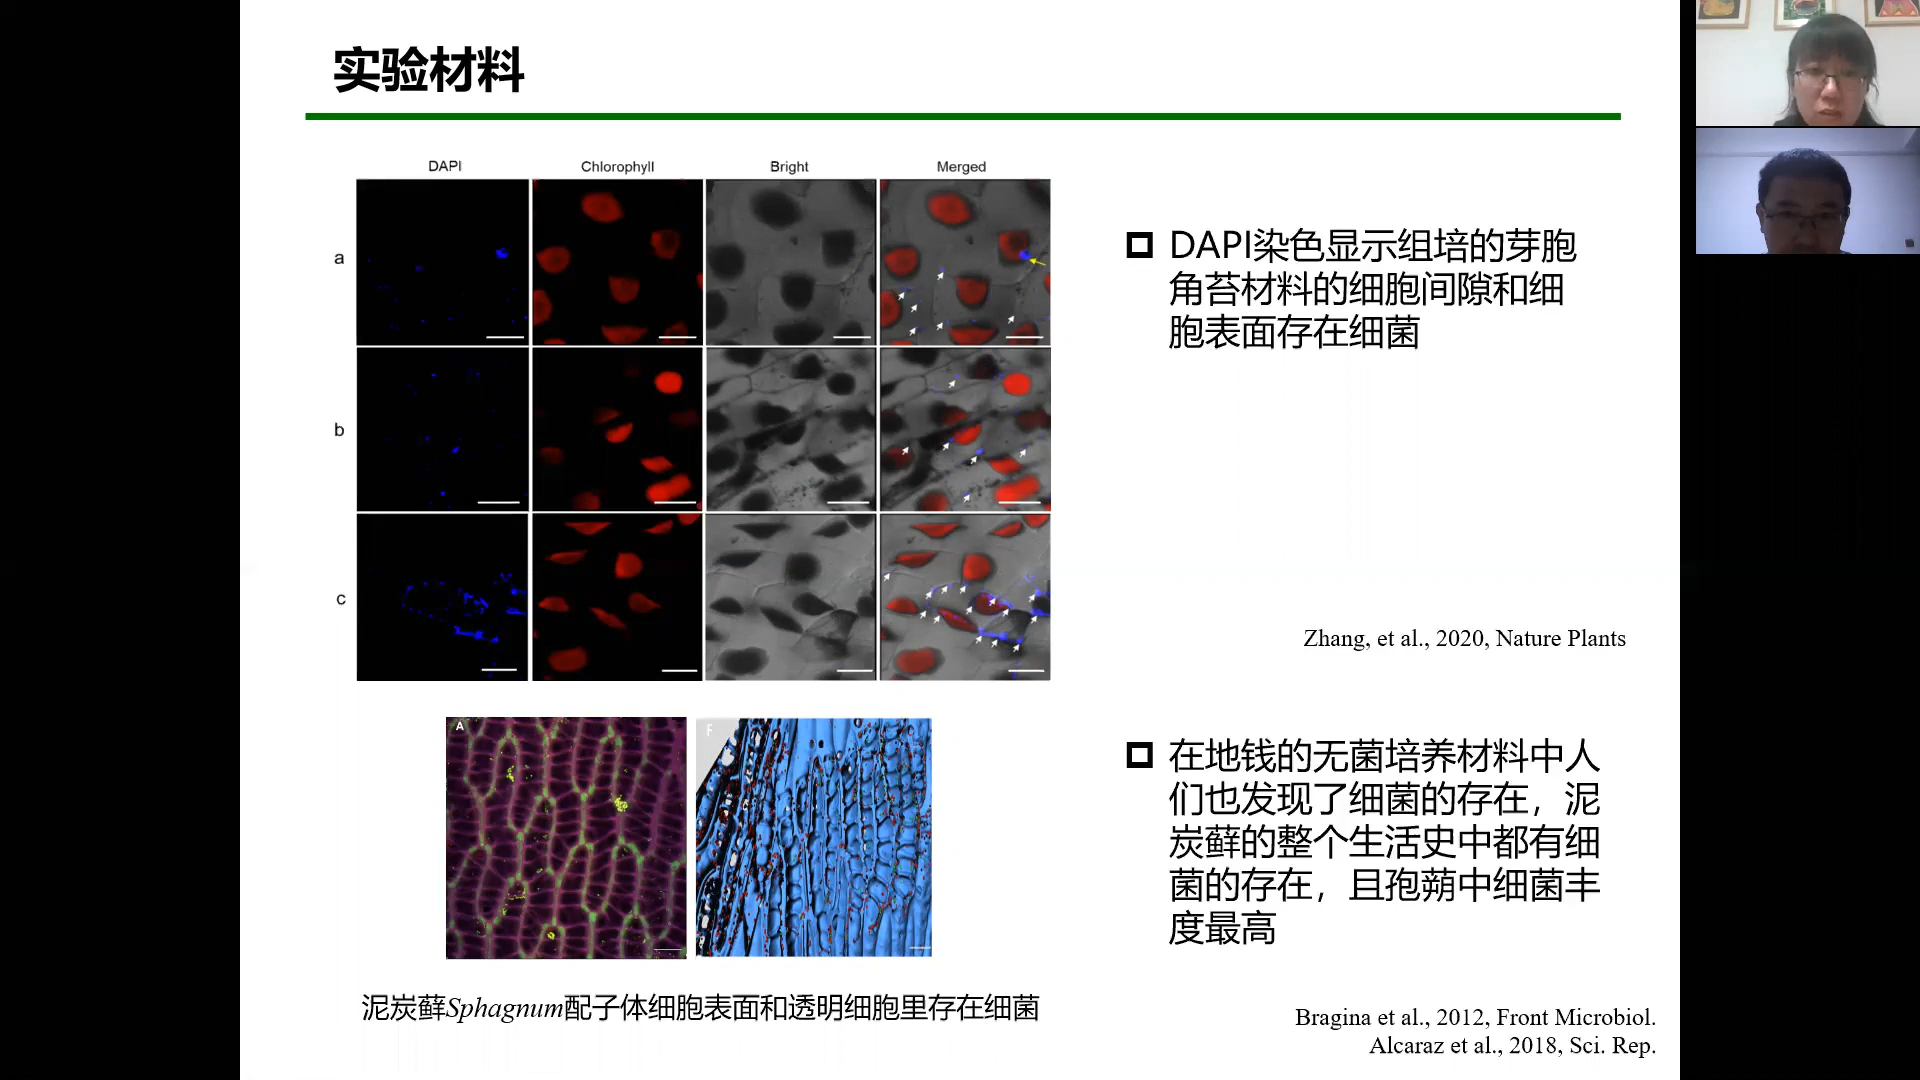 实验材料
DAPI Chlorophyll Bright Merged
a
b
c
DAPI染色显示组培的芽胞
角苔材料的细胞间隙和细
胞表面存在细菌
Zhang, et al., 2020, Nature Plants
A
F
在地钱的无菌培养材料中人
们也发现了细菌的存在，泥
炭藓的整个生活史中都有细
菌的存在，且孢蒴中细菌丰
度最高
泥炭藓Sphagnum配子体细胞表面和透明细胞里存在细菌
Bragina et al., 2012, Front Microbiol.
Alcaraz et al., 2018, Sci. Rep.